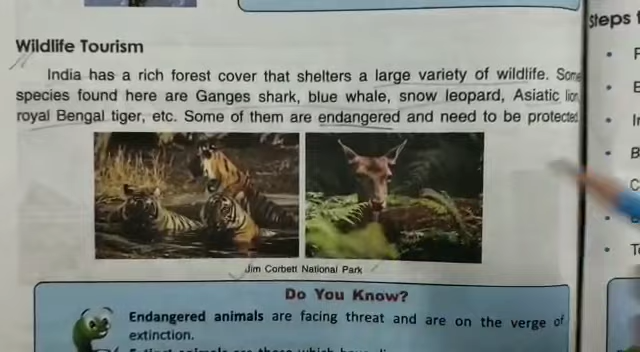 Steps
Wildlife Tourism
India has a rich forest cover that shelters a large variety of wildlife. Some
species found here are Ganges shark, blue whale, snow leopard, Asiatic lion,
royal Bengal tiger, etc. Some of them are endangered and need to be protected.
Jim Corbett National Park
Do You Know?
Endangered animals are facing threat and are on the verge of
extinction.